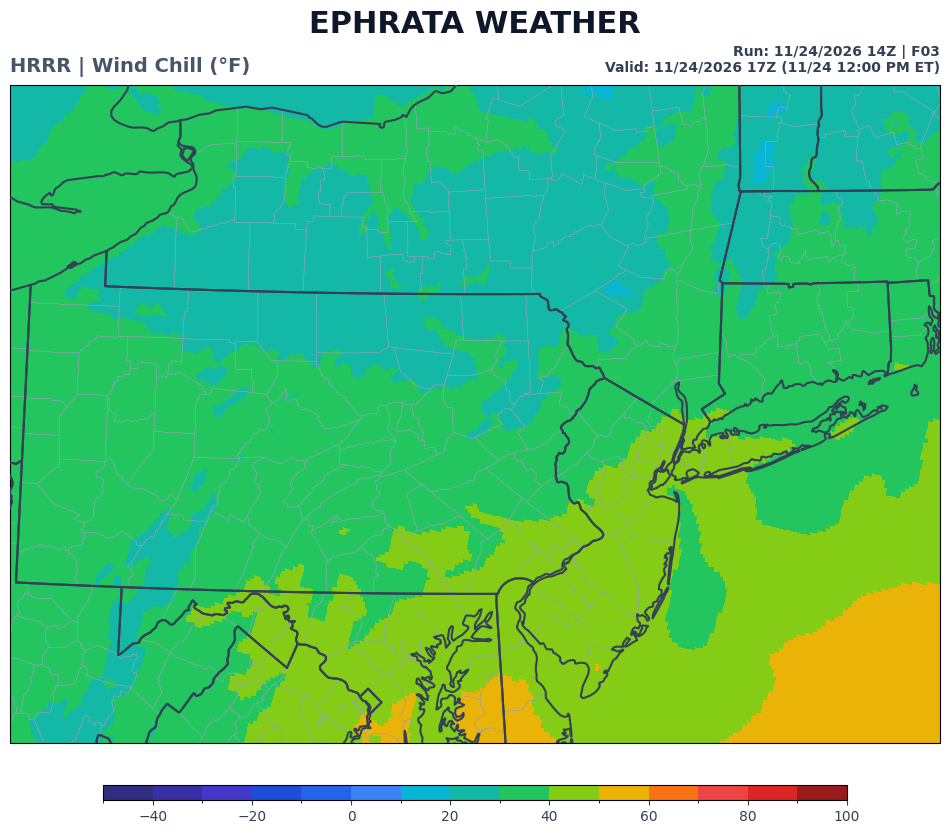 EPHRATA WEATHER
HRRR | Wind Chill (°F)
Run: 11/24/2026 14Z | F03
Valid: 11/24/2026 17Z (11/24 12:00 PM ET)
−40 −20 0 20 40 60 80 100